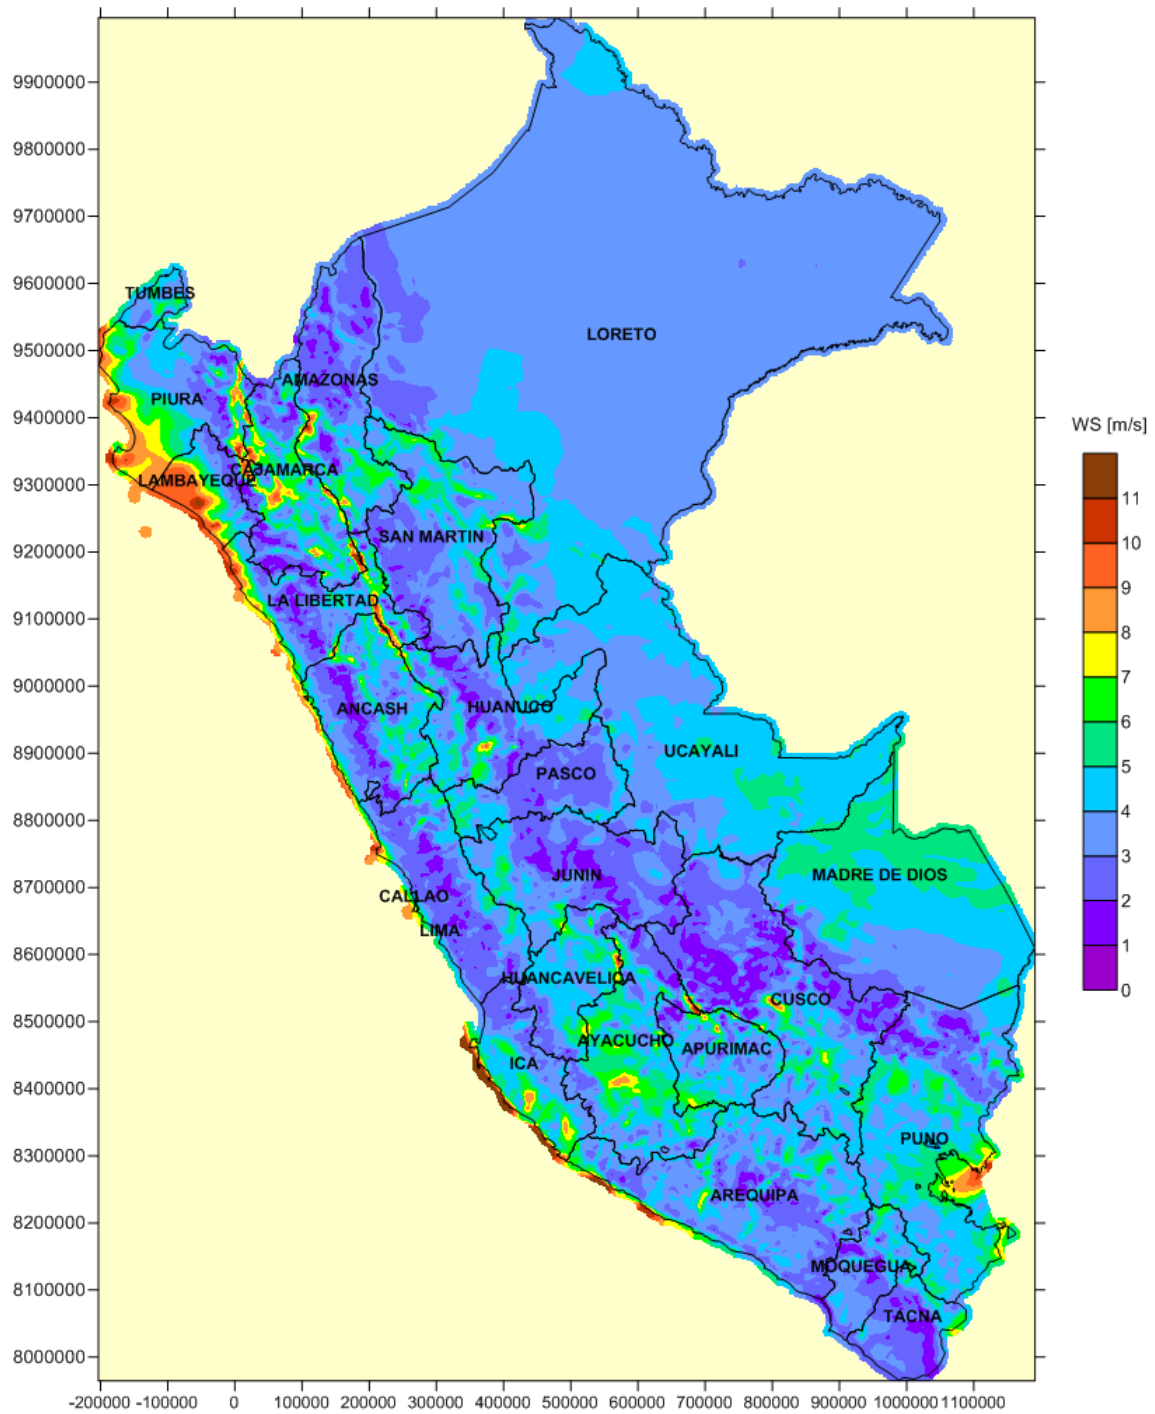 9900000
9800000
9700000
9600000
9500000
9400000
9300000
9200000
9100000
9000000
8900000
8800000
8700000
8600000
8500000
8400000
8300000
8200000
8100000
8000000
-200000 -100000 0 100000 200000 300000 400000 500000 600000 700000 800000 900000 1000000 1100000
TUMBES
LORETO
AMAZONAS
PIURA
CAJAMARCA
LAMBAYEQUE
SAN MARTIN
LA LIBERTAD
ANCASH
HUANUCO
UCAYALI
PASCO
JUNIN
MADRE DE DIOS
CALLAO
LIMA
HUANCAVELICA
CUSCO
AYACUCHO
APURIMAC
ICA
PUNO
AREQUIPA
MOQUEGUA
TACNA
WS [m/s]
11
10
9
8
7
6
5
4
3
2
1
0